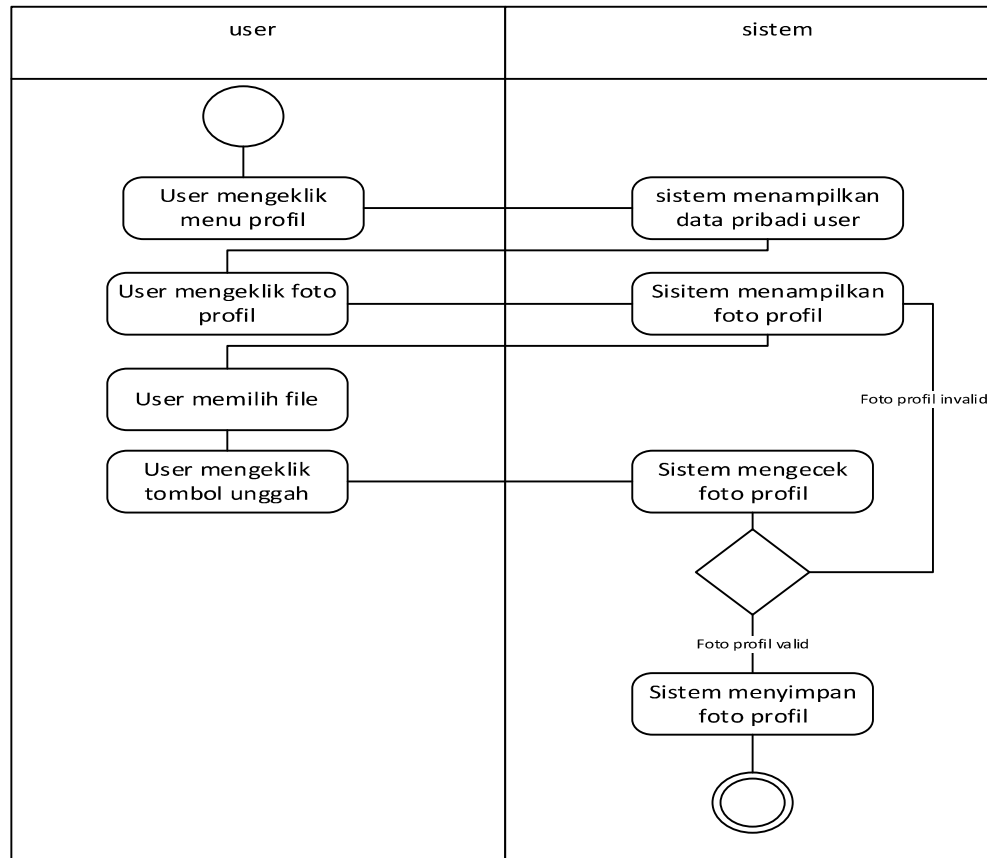 user
sistem
User mengeklik
menu profil
sistem menampilkan
data pribadi user
User mengeklik foto
profil
Sisitem menampilkan
foto profil
User memilih file
Foto profil invalid
User mengeklik
tombol unggah
Sistem mengecek
foto profil
Foto profil valid
Sistem menyimpan
foto profil